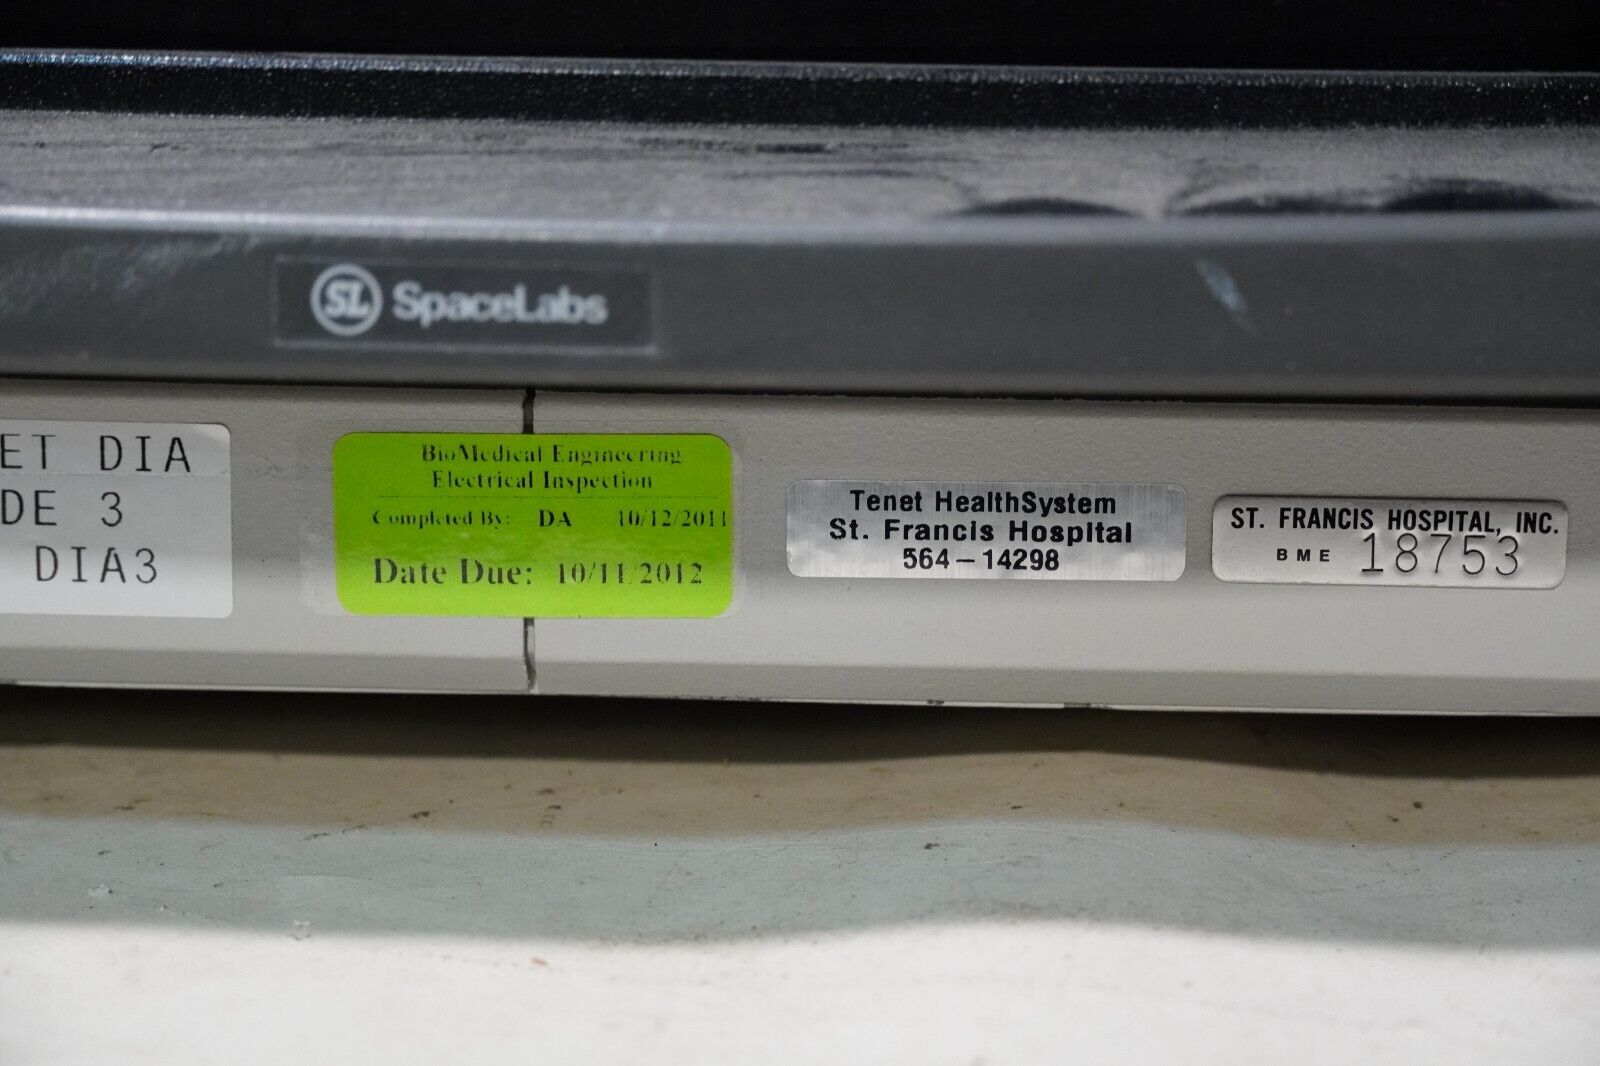 SL SpaceLabs
ET DIA
DE 3
DIA3
BioMedical Engineering
Electrical Inspection
Completed By: DA 10/12/2011
Date Due: 10/11/2012
Tenet HealthSystem
St. Francis Hospital
564-14298
ST. FRANCIS HOSPITAL, INC.
BME 18753